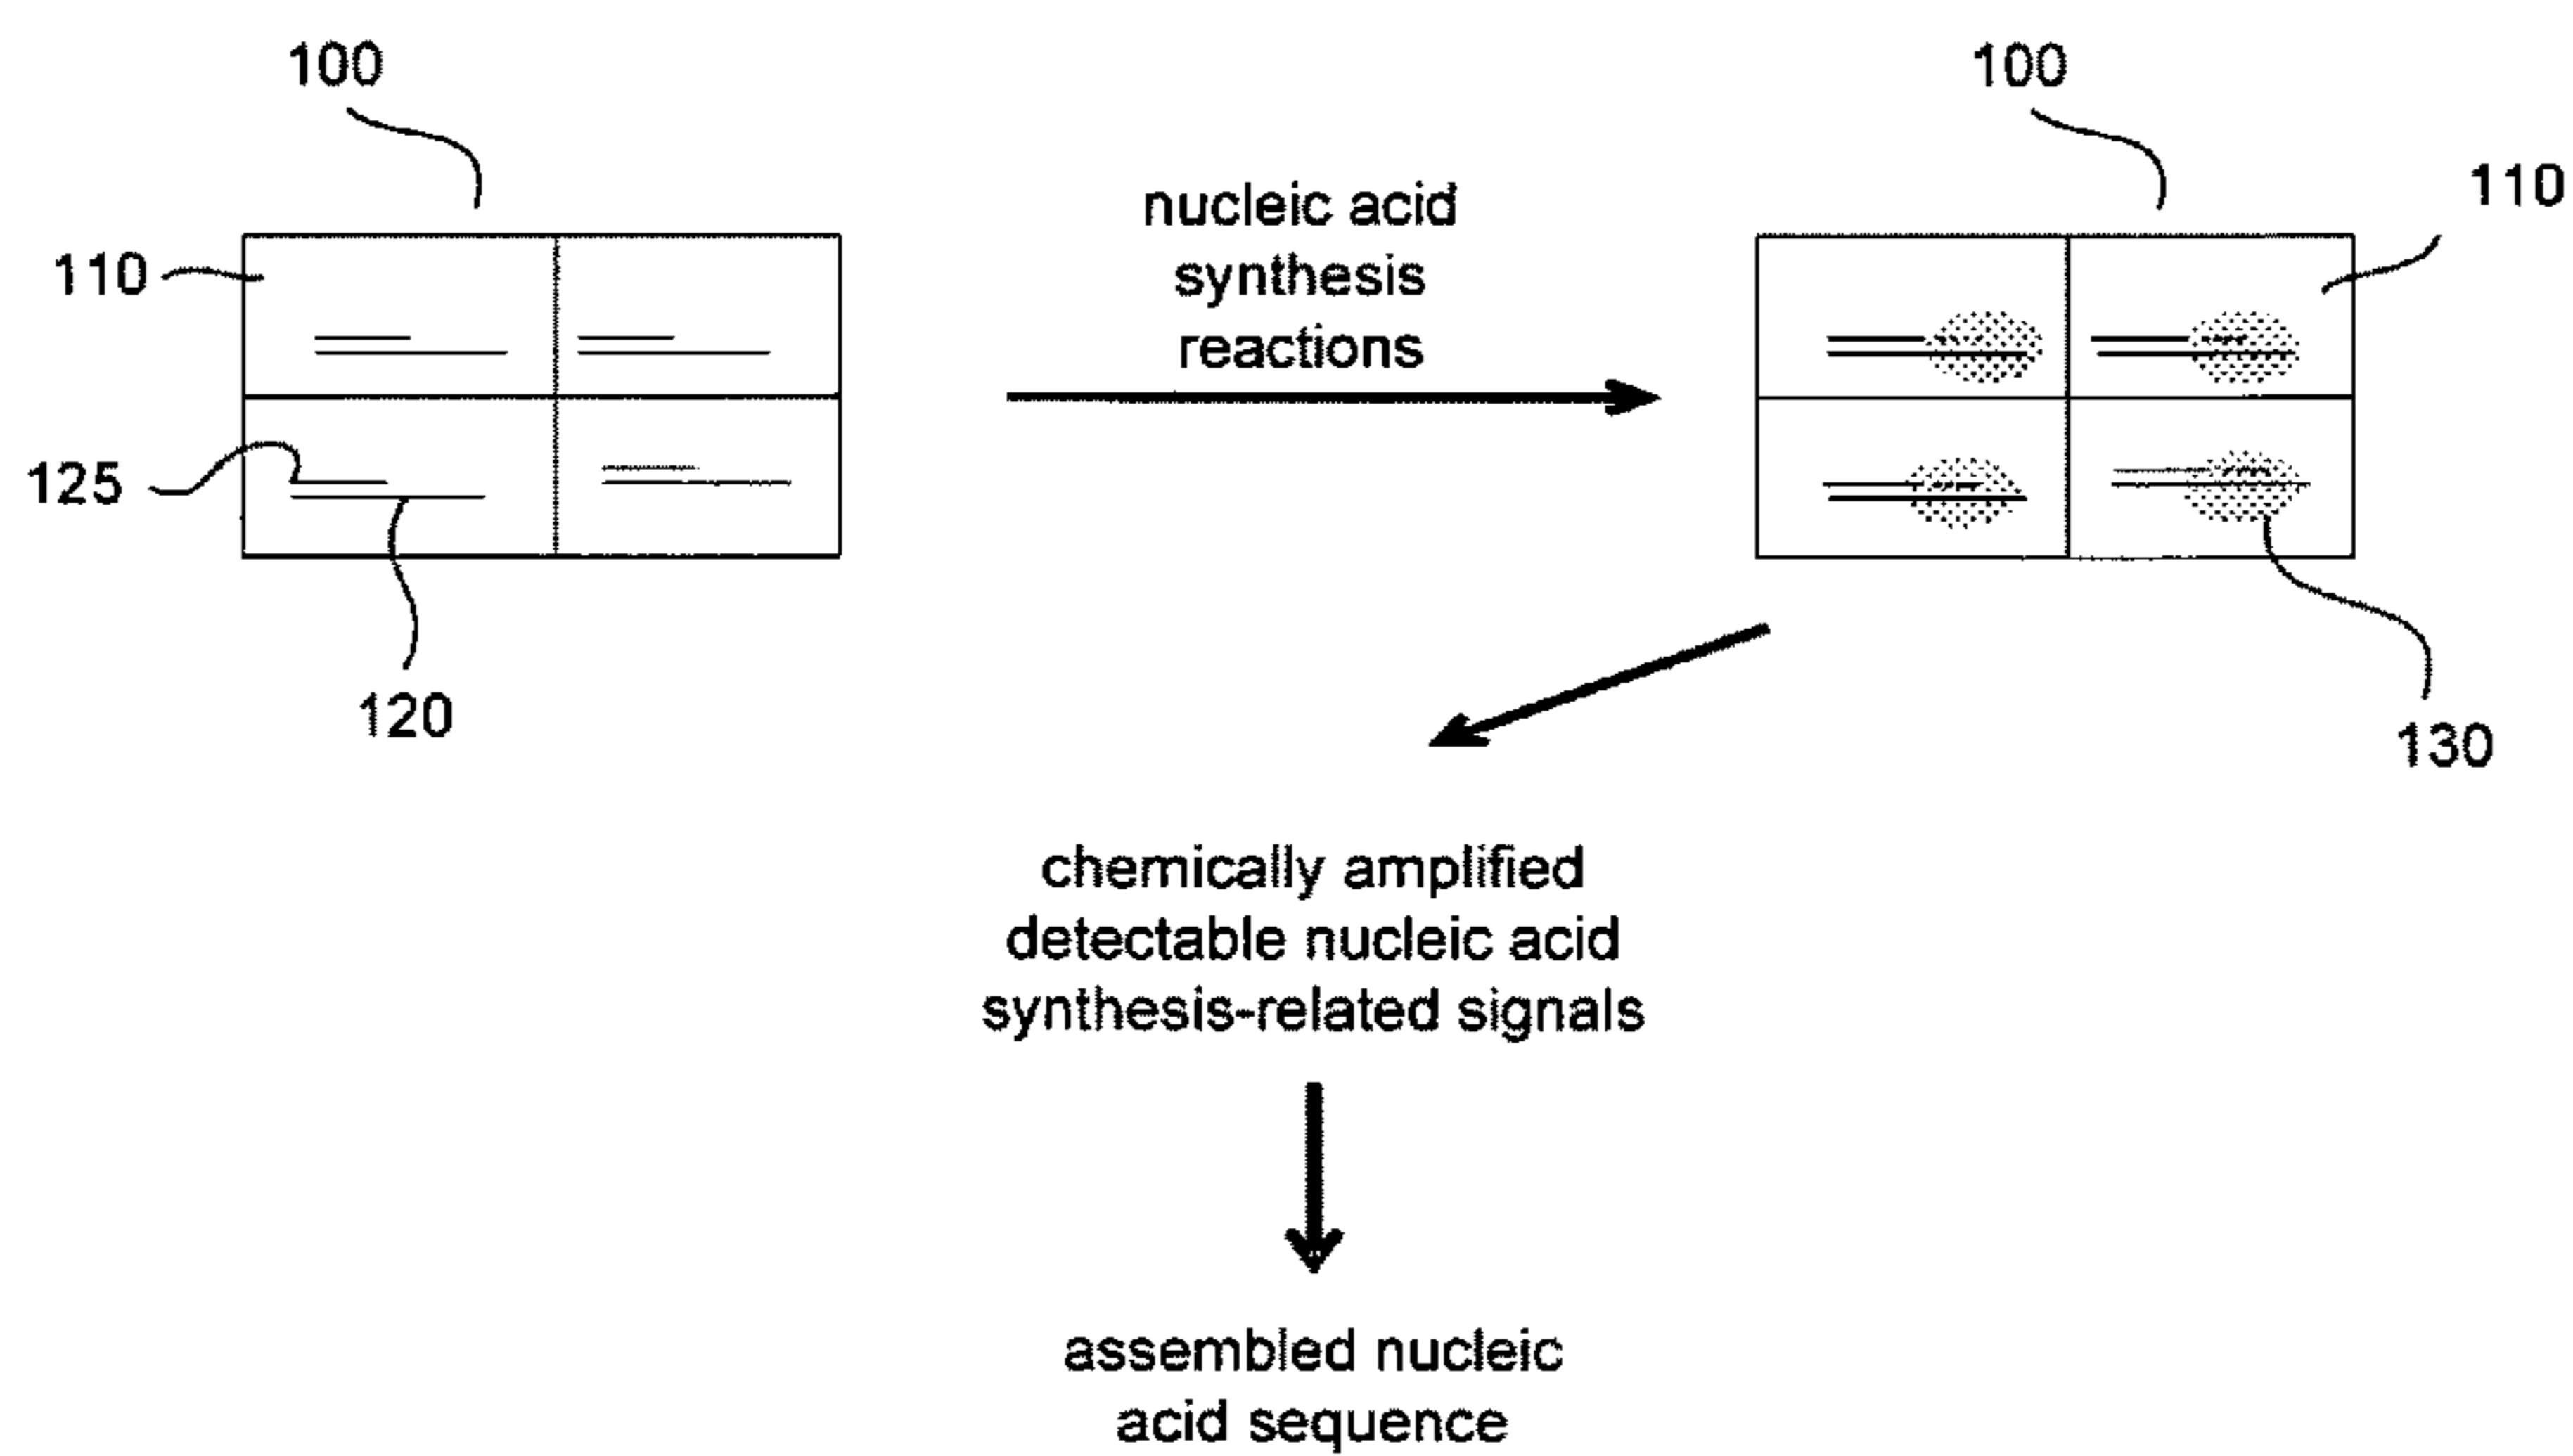 100
100
110
nucleic acid
synthesis
reactions
110
125
120
130
chemically amplified
detectable nucleic acid
synthesis-related signals
assembled nucleic
acid sequence